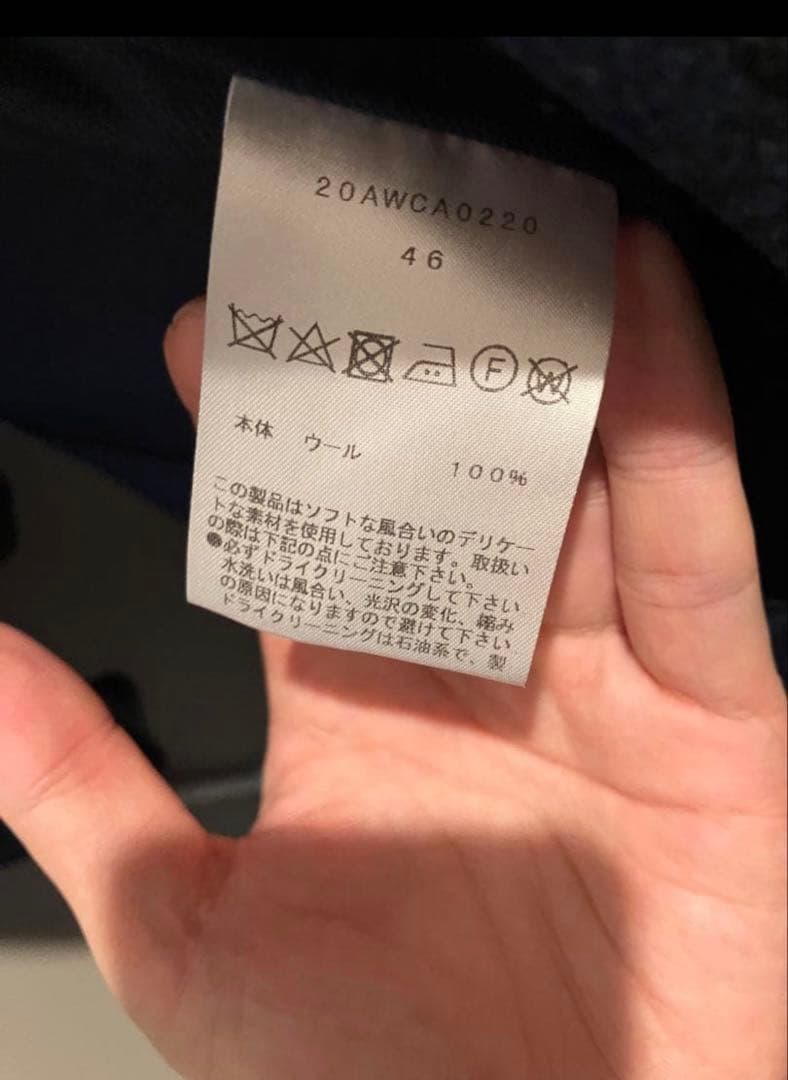 20AWCA0220
46
F
W
本体 ウール 100%
この製品はソフトな風合いのデリケー
トな素材を使用しております。取扱い
の際は下記の点にご注意下さい。
●必ずドライクリーニングして下さい
水洗いは風合い、光沢の変化、縮み
の原因になりますので避けて下さい
ドライクリーニングは石油系で、製